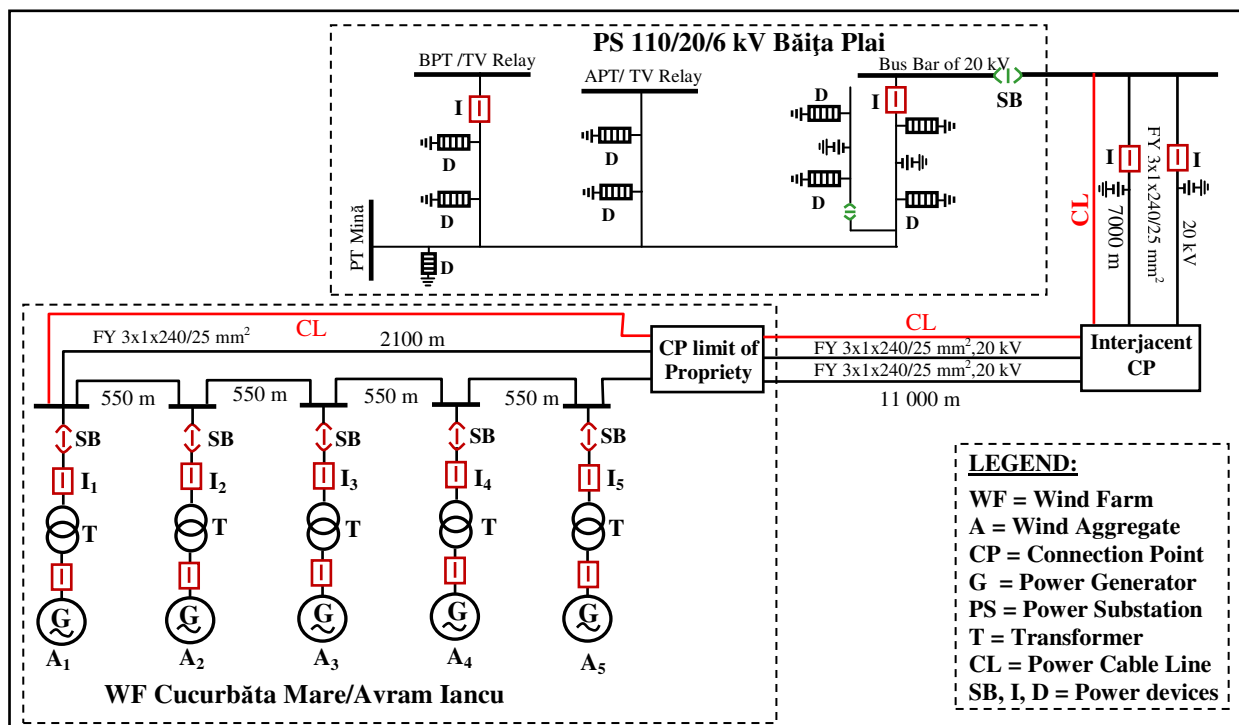 PS 110/20/6 kV Băiţa Plai
BPT /TV Relay
APT/ TV Relay
Bus Bar of 20 kV
SB
I
I
D
D
D
D
D
D
D
D
D
PT Mină
CL
7000 m
I
FY 3x1x240/25 mm²
I
20 kV
CL
FY 3x1x240/25 mm²
2100 m
CP limit of
Propriety
CL
FY 3x1x240/25 mm²,20 kV
FY 3x1x240/25 mm²,20 kV
11 000 m
Interjacent
CP
550 m
550 m
550 m
550 m
SB
SB
SB
SB
SB
I₁
I₂
I₃
I₄
I₅
T
T
T
T
T
G
G
G
G
G
A₁
A₂
A₃
A₄
A₅
WF Cucurbăta Mare/Avram Iancu
LEGEND:
WF = Wind Farm
A = Wind Aggregate
CP = Connection Point
G = Power Generator
PS = Power Substation
T = Transformer
CL = Power Cable Line
SB, I, D = Power devices